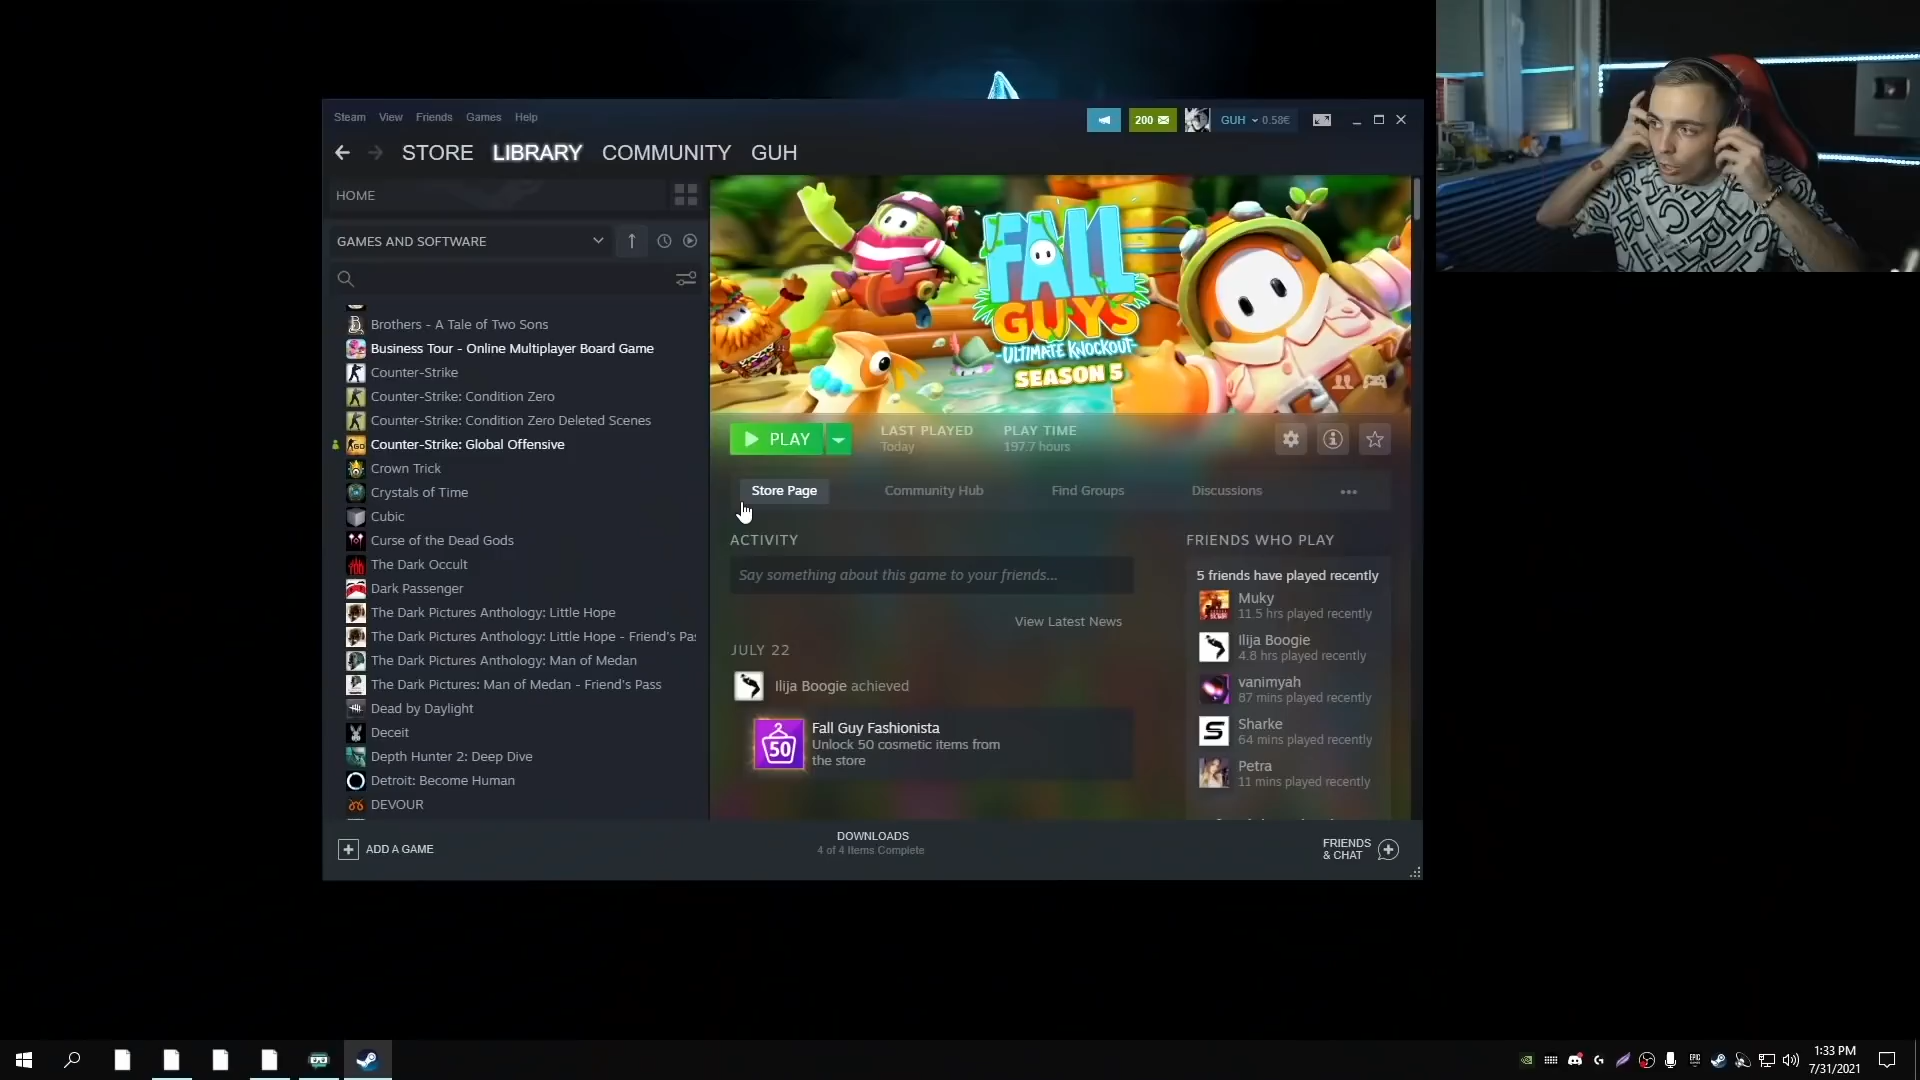 Steam View Friends Games Help
200
GUH 0.58€
STORE LIBRARY COMMUNITY GUH
HOME
GAMES AND SOFTWARE
Brothers - A Tale of Two Sons
Business Tour - Online Multiplayer Board Game
Counter-Strike
Counter-Strike: Condition Zero
Counter-Strike: Condition Zero Deleted Scenes
Counter-Strike: Global Offensive
Crown Trick
Crystals of Time
Cubic
Curse of the Dead Gods
The Dark Occult
Dark Passenger
The Dark Pictures Anthology: Little Hope
The Dark Pictures Anthology: Little Hope - Friend's Pas
The Dark Pictures Anthology: Man of Medan
The Dark Pictures: Man of Medan - Friend's Pass
Dead by Daylight
Deceit
Depth Hunter 2: Deep Dive
Detroit: Become Human
DEVOUR
FALL
GUYS
-ULTIMATE KNOCKOUT-
SEASON 5
PLAY
LAST PLAYED
Today
PLAY TIME
197.7 hours
Store Page Community Hub Find Groups Discussions
ACTIVITY
Say something about this game to your friends...
View Latest News
JULY 22
Ilija Boogie achieved
50
Fall Guy Fashionista
Unlock 50 cosmetic items from
the store
FRIENDS WHO PLAY
5 friends have played recently
Muky
11.5 hrs played recently
Ilija Boogie
4.8 hrs played recently
vanimyah
87 mins played recently
Sharke
64 mins played recently
Petra
11 mins played recently
ADD A GAME
DOWNLOADS
4 of 4 Items Complete
FRIENDS
& CHAT
1:33 PM
7/31/2021